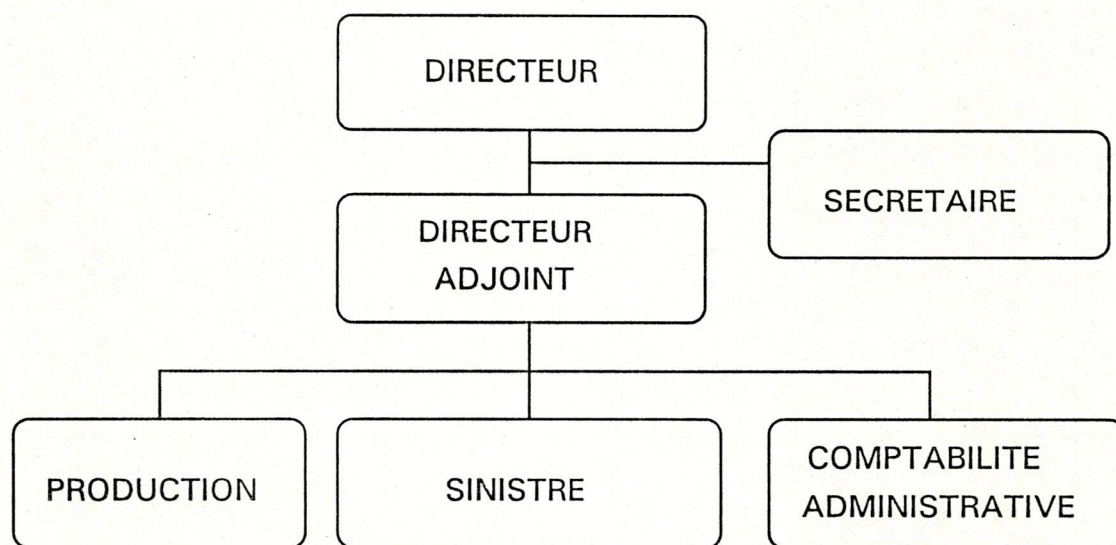 DIRECTEUR
SECRETAIRE
DIRECTEUR
ADJOINT
PRODUCTION
SINISTRE
COMPTABILITE
ADMINISTRATIVE